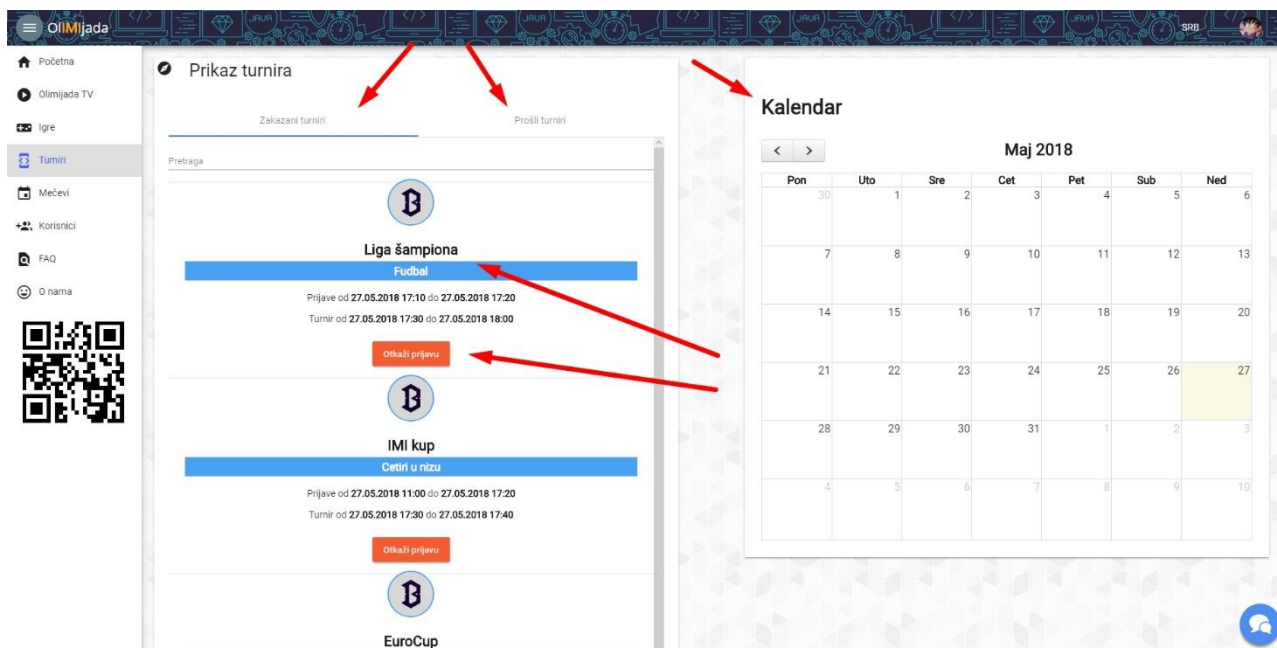 OliMIjada
JAVA
JAVA
JAVA
JAVA
SRB
Početna
Olimijada TV
Igre
Turniri
Mečevi
Korisnici
FAQ
O nama
Prikaz turnira
Zakazani turniri
Prošli turniri
Pretraga
Liga šampiona
Fudbal
Prijave od 27.05.2018 17:10 do 27.05.2018 17:20
Turnir od 27.05.2018 17:30 do 27.05.2018 18:00
Otkaži prijavu
IMI kup
Cetiri u nizu
Prijave od 27.05.2018 11:00 do 27.05.2018 17:20
Turnir od 27.05.2018 17:30 do 27.05.2018 17:40
Otkaži prijavu
EuroCup
Kalendar
Maj 2018
Pon Uto Sre Cet Pet Sub Ned
30 1 2 3 4 5 6
7 8 9 10 11 12 13
14 15 16 17 18 19 20
21 22 23 24 25 26 27
28 29 30 31 1 2 3
4 5 6 7 8 9 10